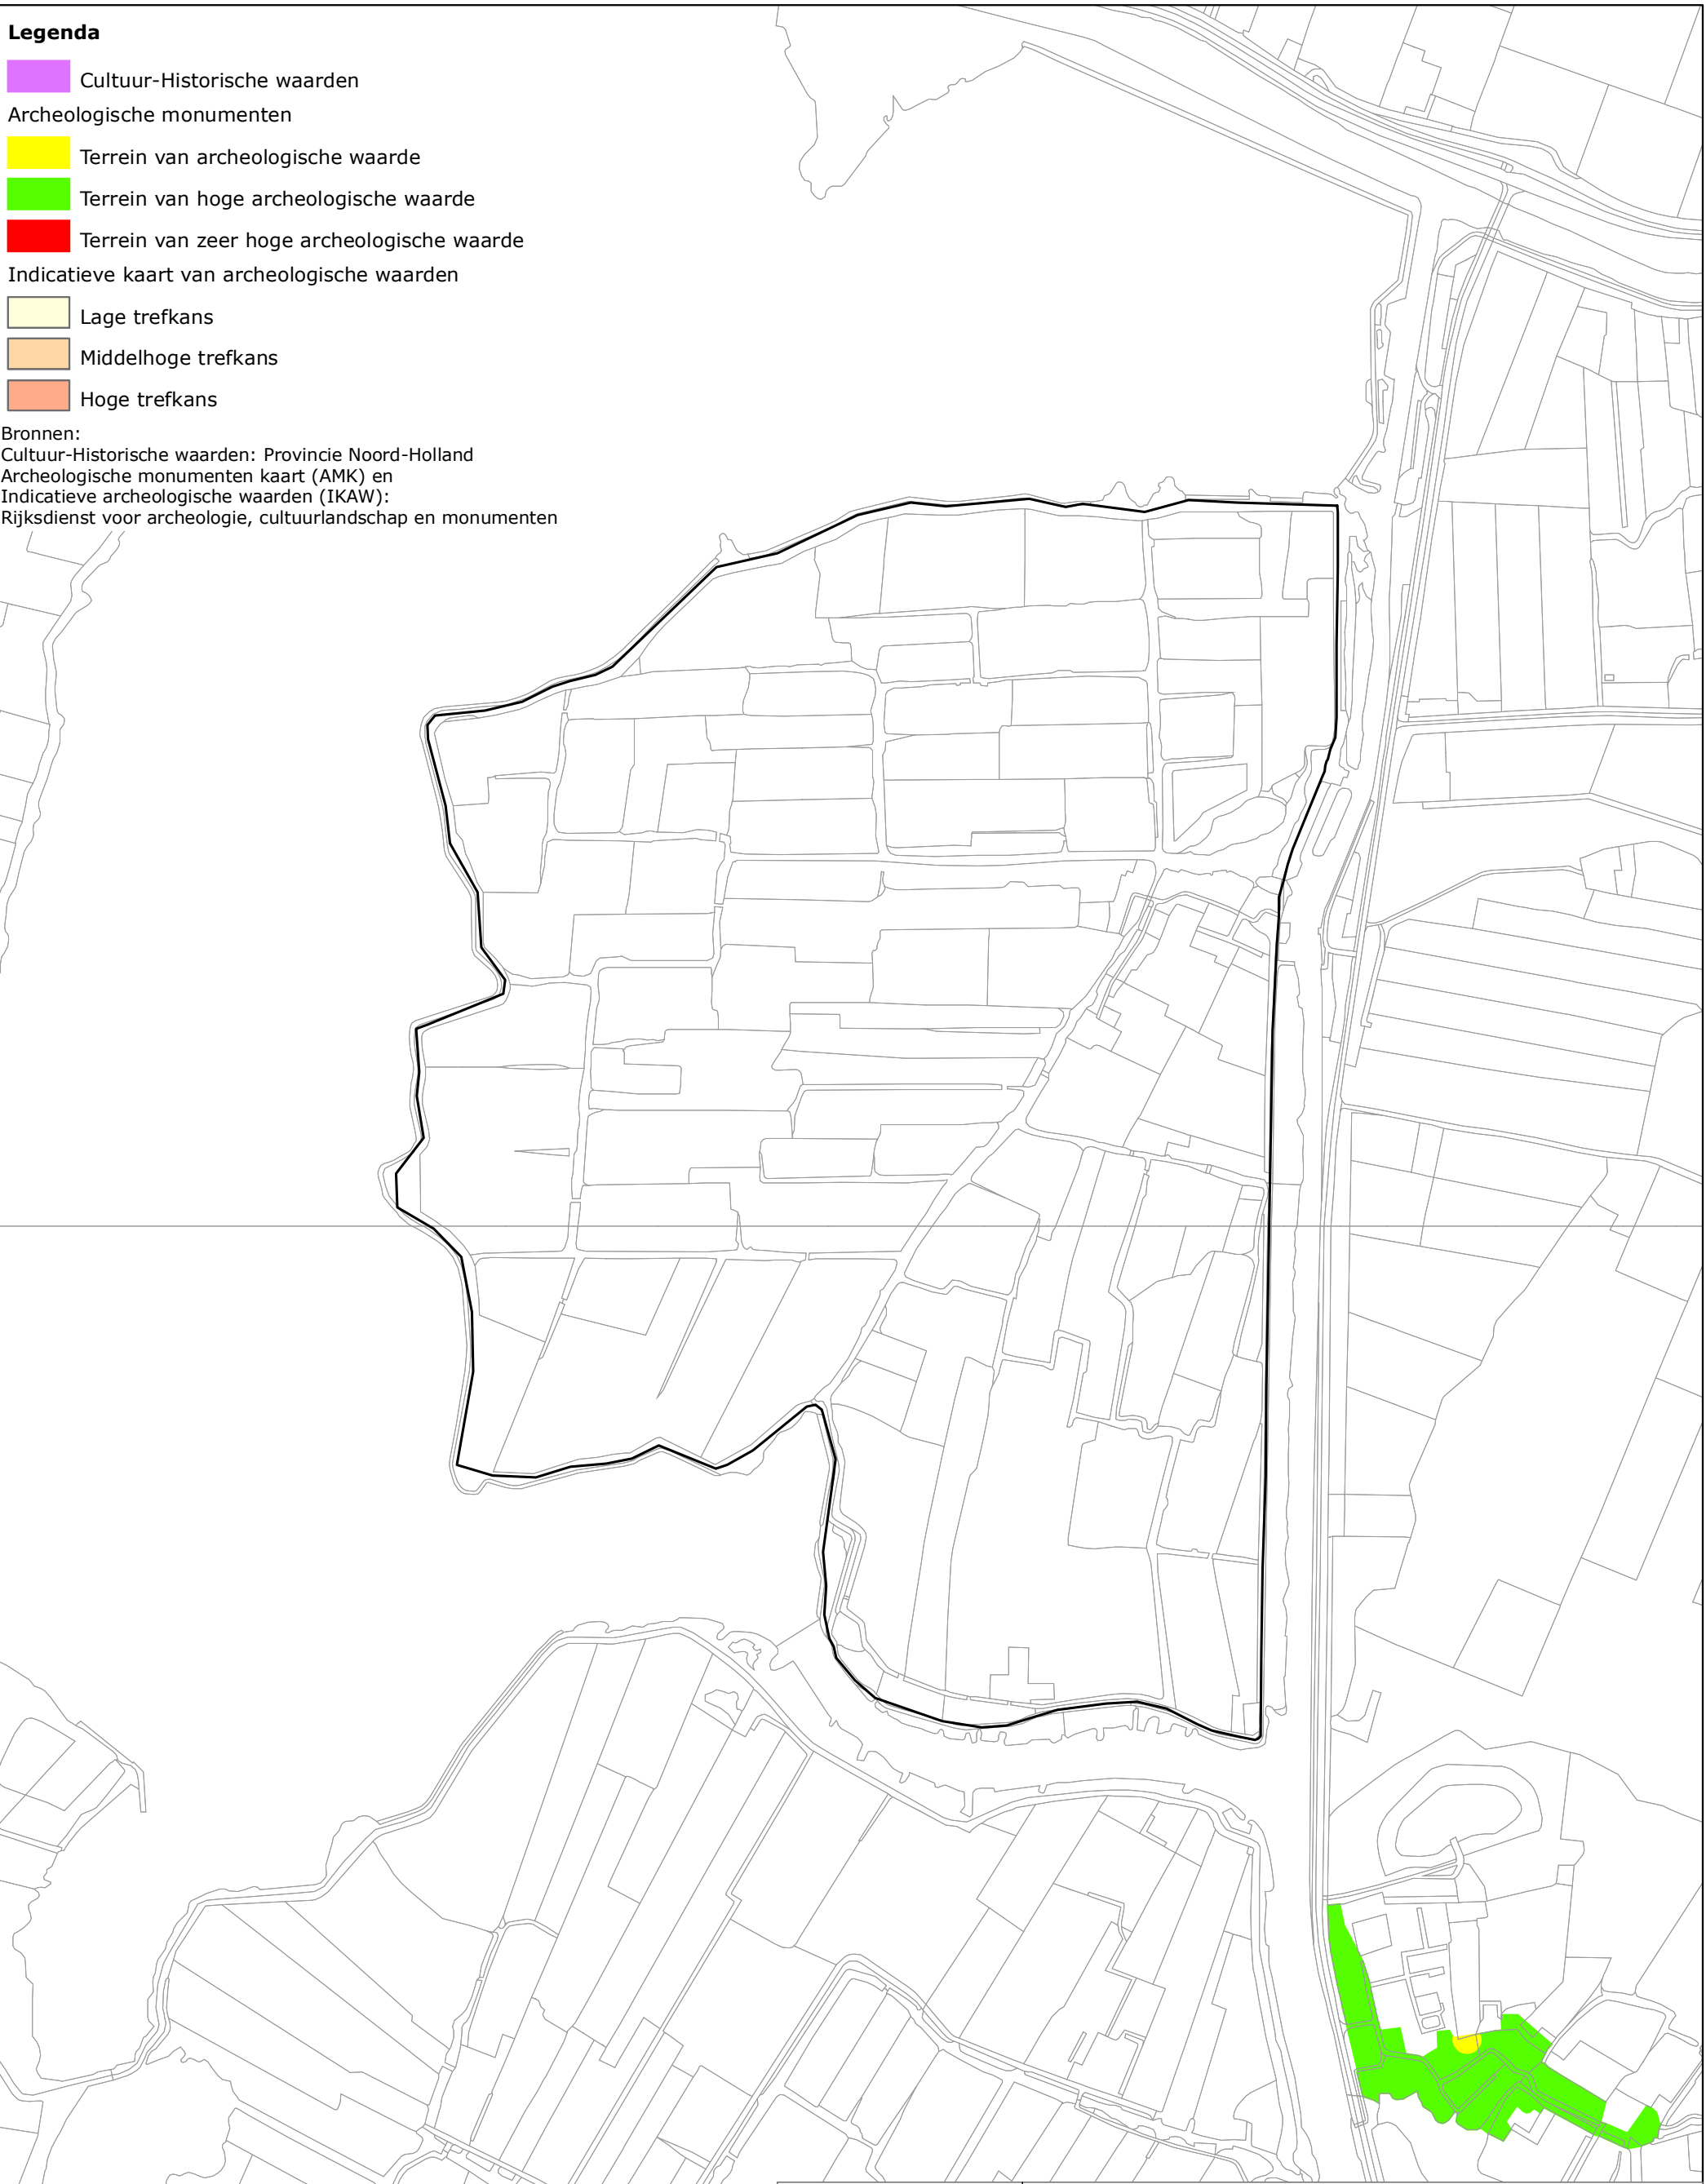 Legenda
Cultuur-Historische waarden
Archeologische monumenten
Terrein van archeologische waarde
Terrein van hoge archeologische waarde
Terrein van zeer hoge archeologische waarde
Indicatieve kaart van archeologische waarden
Lage trefkans
Middelhoge trefkans
Hoge trefkans
Bronnen:
Cultuur-Historische waarden: Provincie Noord-Holland
Archeologische monumenten kaart (AMK) en
Indicatieve archeologische waarden (IKAW):
Rijksdienst voor archeologie, cultuurlandschap en monumenten